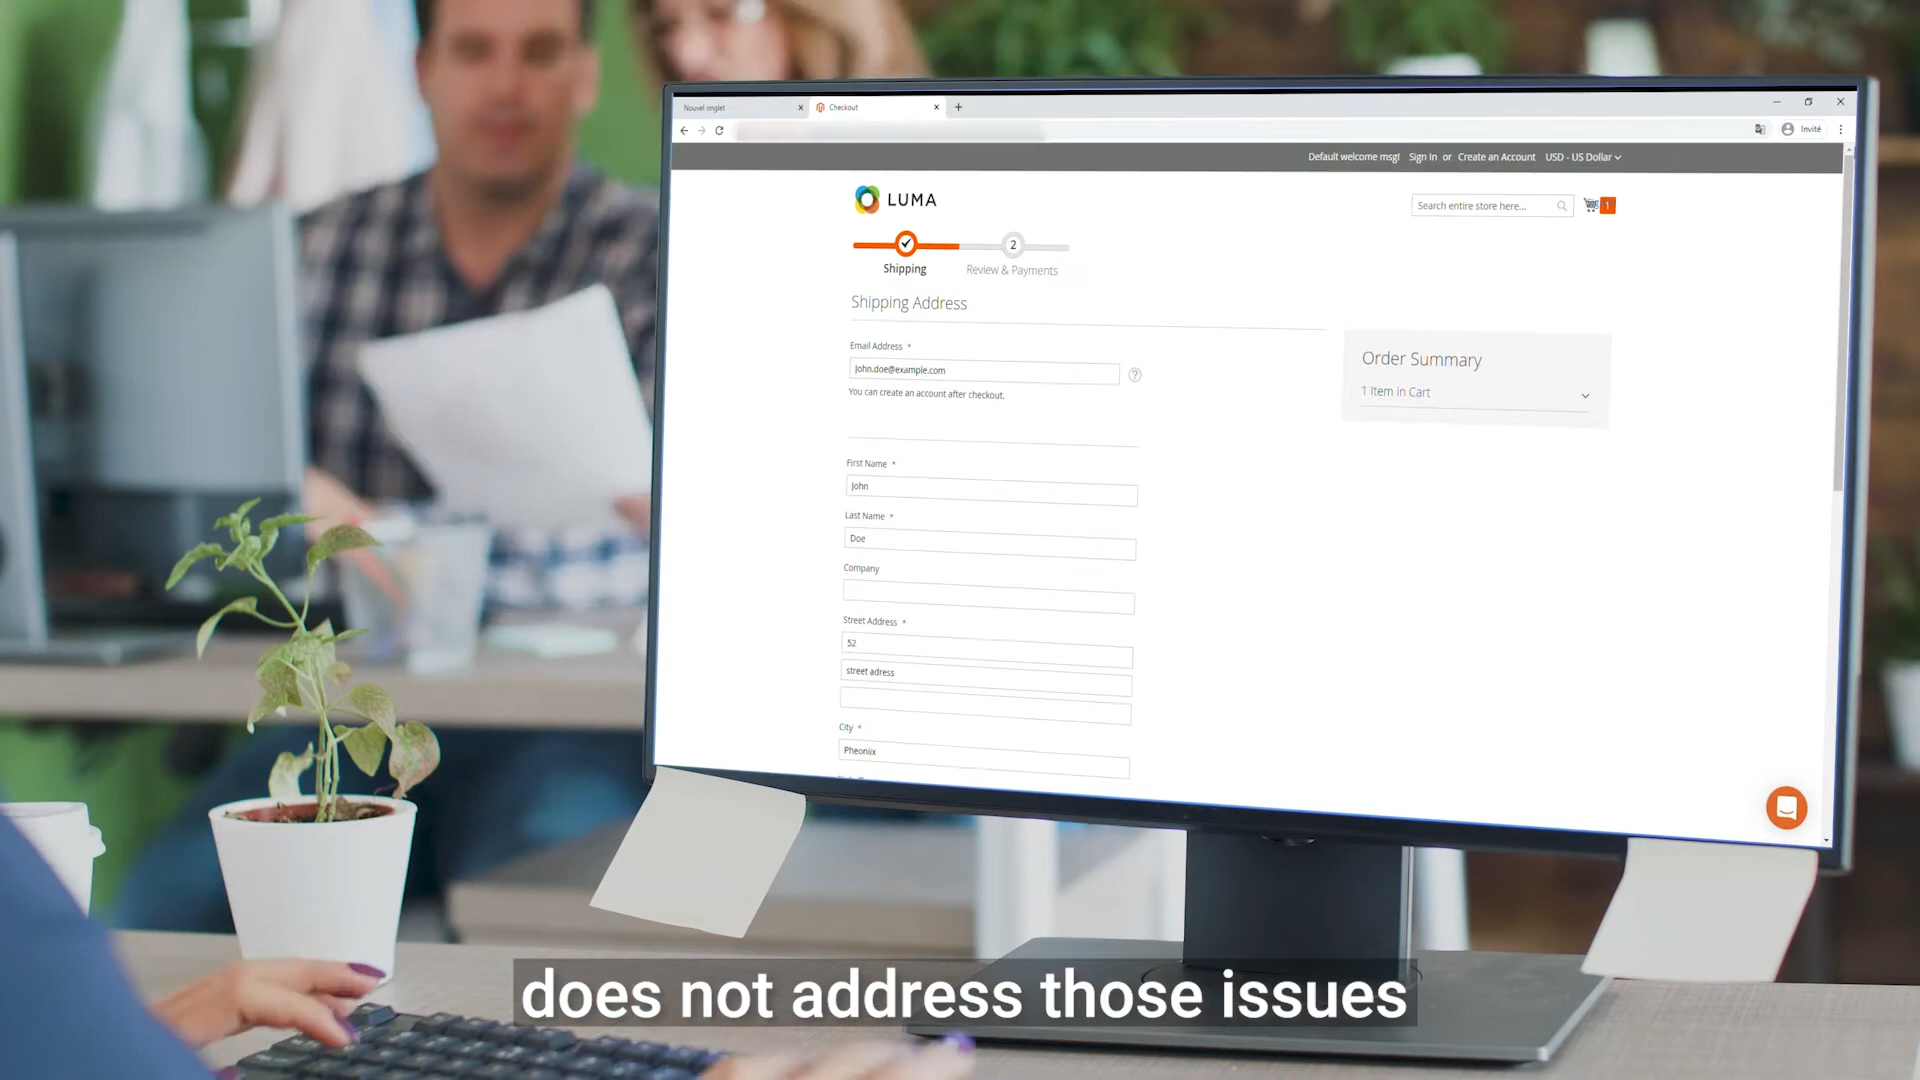 Nouvel onglet
Checkout
Invité
Default welcome msg! Sign In or Create an Account USD - US Dollar
LUMA
Search entire store here...
1
2
Shipping
Review & Payments
Shipping Address
Order Summary
1 Item in Cart
Email Address *
John.doe@example.com
You can create an account after checkout.
First Name *
John
Last Name *
Doe
Company
Street Address *
52
street adress
City *
Pheoniix
does not address those issues